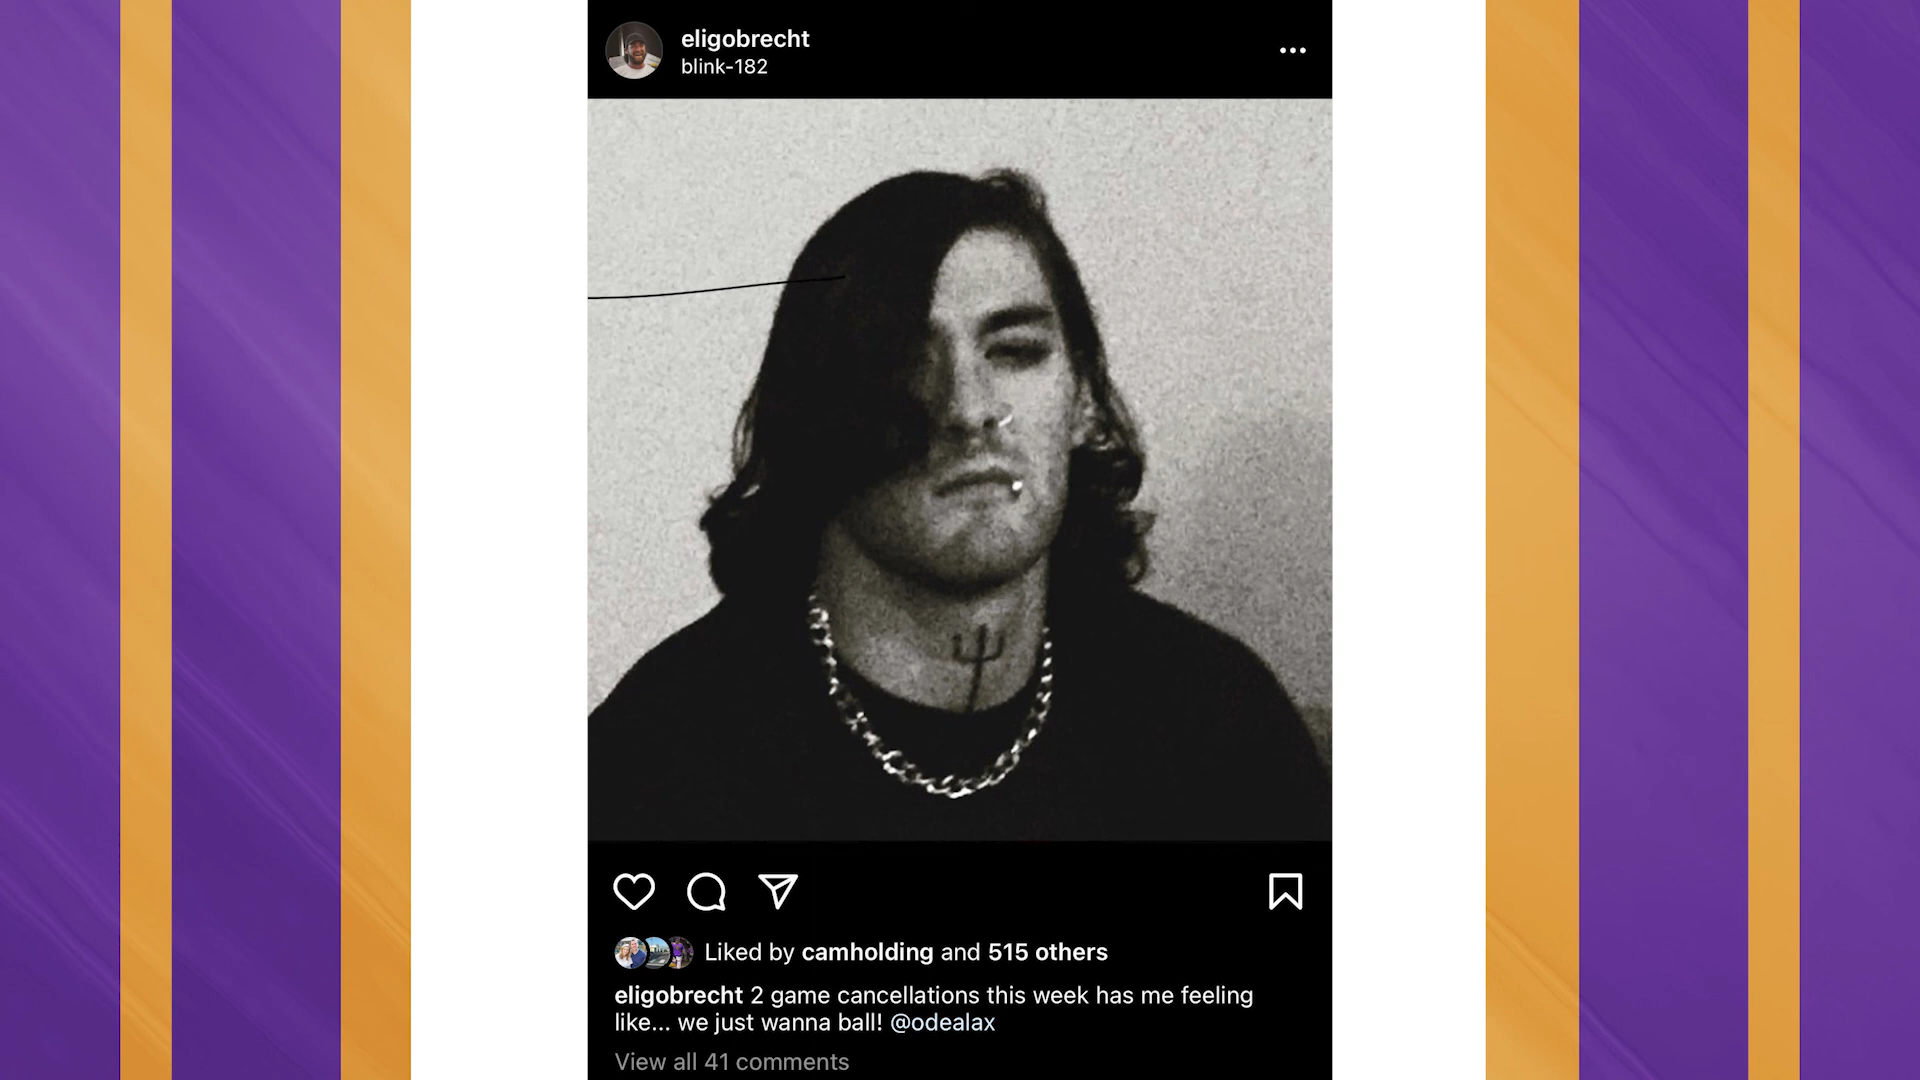 eligobrecht
blink-182
Liked by camholding and 515 others
eligobrecht 2 game cancellations this week has me feeling
like... we just wanna ball! @odealax
View all 41 comments